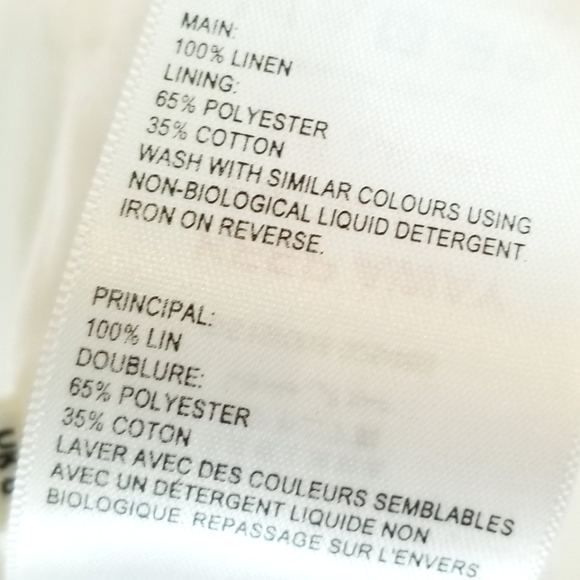 MAIN:
100% LINEN
LINING:
65% POLYESTER
35% COTTON
WASH WITH SIMILAR COLOURS USING
NON-BIOLOGICAL LIQUID DETERGENT.
IRON ON REVERSE.
PRINCIPAL:
100% LIN
DOUBLURE:
65% POLYESTER
35% COTON
LAVER AVEC DES COULEURS SEMBLABLES
AVEC UN DÉTERGENT LIQUIDE NON
BIOLOGIQUE. REPASSAGE SUR L'ENVERS
UK